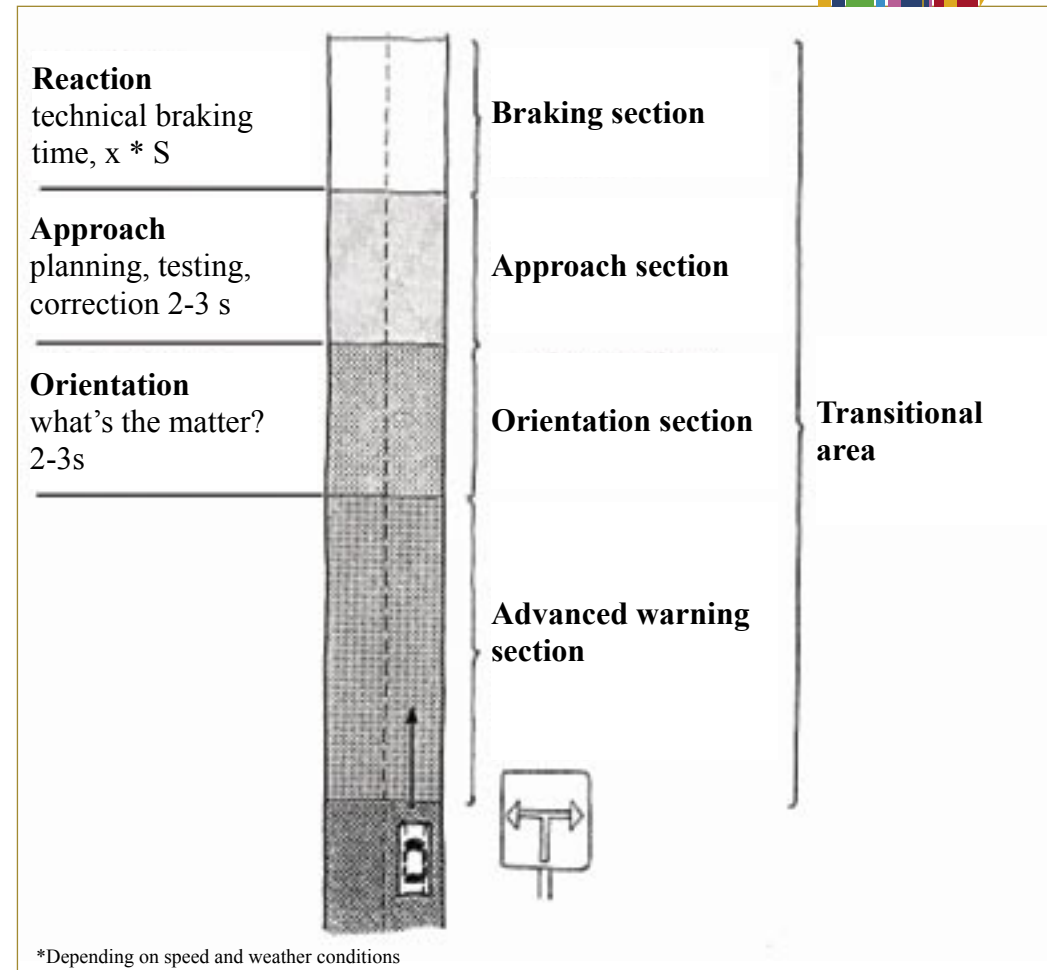 Reaction
technical braking
time, x * S
Braking section
Approach
planning, testing,
correction 2-3 s
Approach section
Orientation
what's the matter?
2-3s
Orientation section
Transitional
area
Advanced warning
section
*Depending on speed and weather conditions